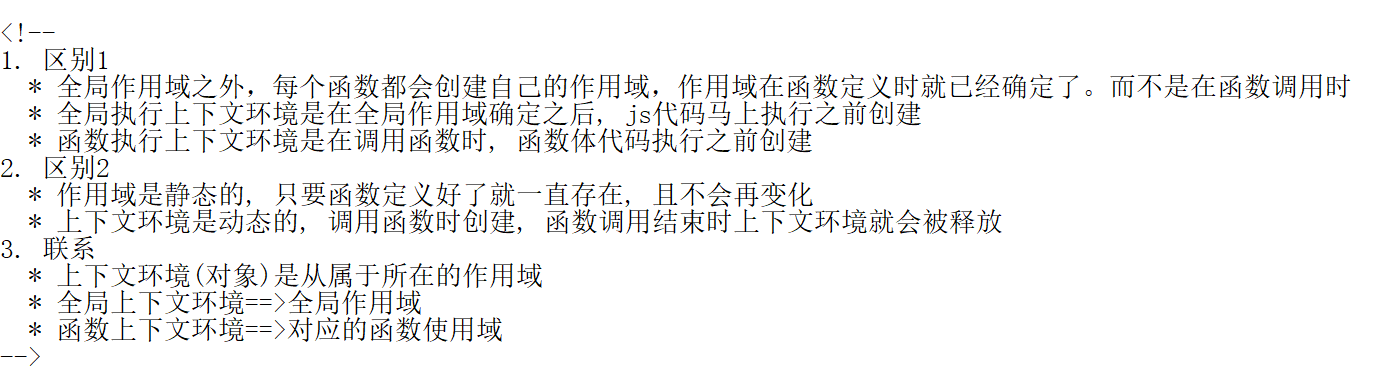 <!--
1. 区别1
  * 全局作用域之外，每个函数都会创建自己的作用域，作用域在函数定义时就已经确定了。而不是在函数调用时
  * 全局执行上下文环境是在全局作用域确定之后, js代码马上执行之前创建
  * 函数执行上下文环境是在调用函数时, 函数体代码执行之前创建
2. 区别2
  * 作用域是静态的, 只要函数定义好了就一直存在, 且不会再变化
  * 上下文环境是动态的, 调用函数时创建, 函数调用结束时上下文环境就会被释放
3. 联系
  * 上下文环境(对象)是从属于所在的作用域
  * 全局上下文环境==>全局作用域
  * 函数上下文环境==>对应的函数使用域
-->